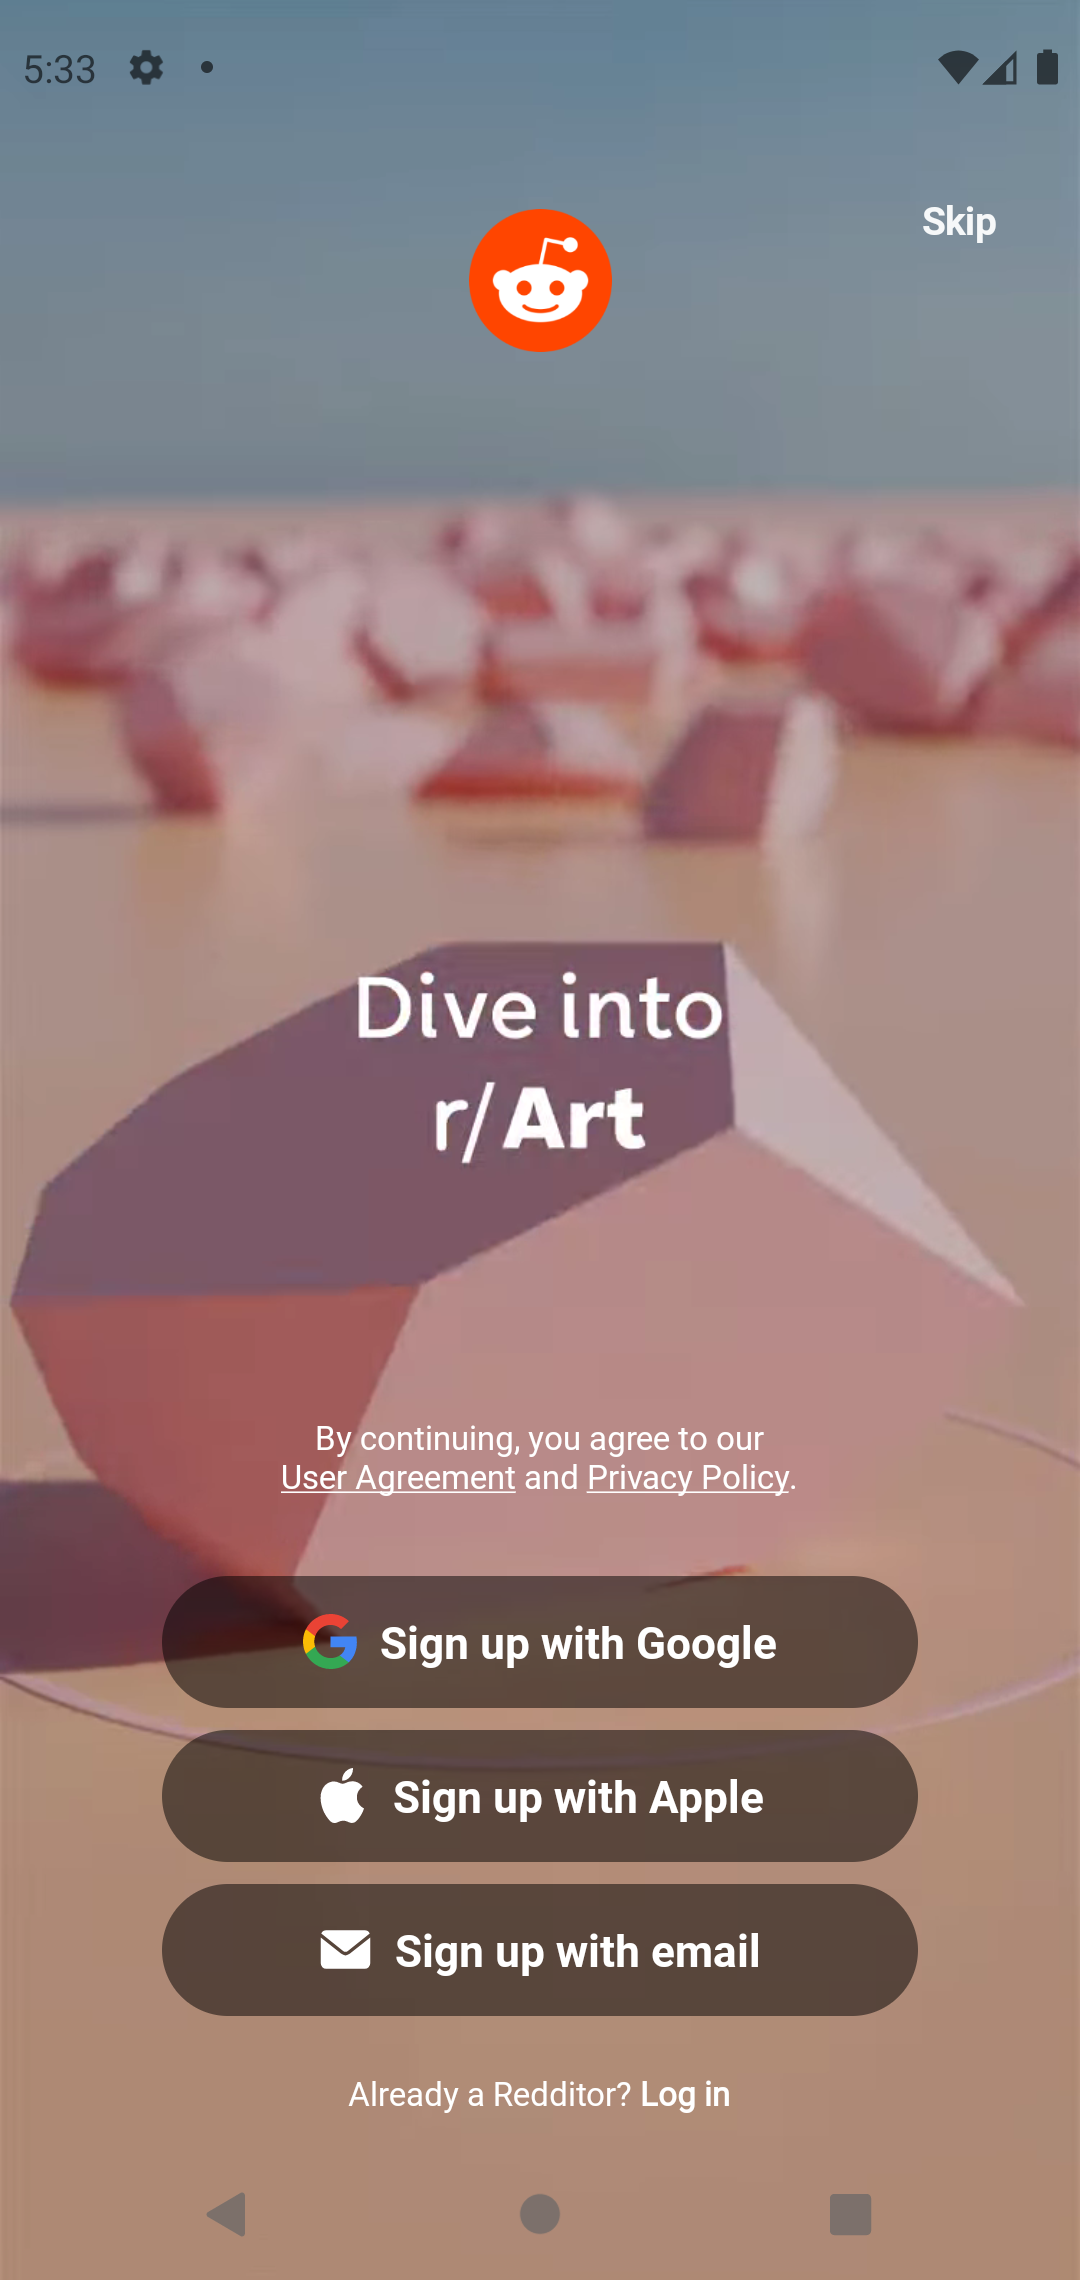 5:33
Skip
Dive into
r/Art
By continuing, you agree to our
User Agreement and Privacy Policy.
Sign up with Google
Sign up with Apple
Sign up with email
Already a Redditor? Log in